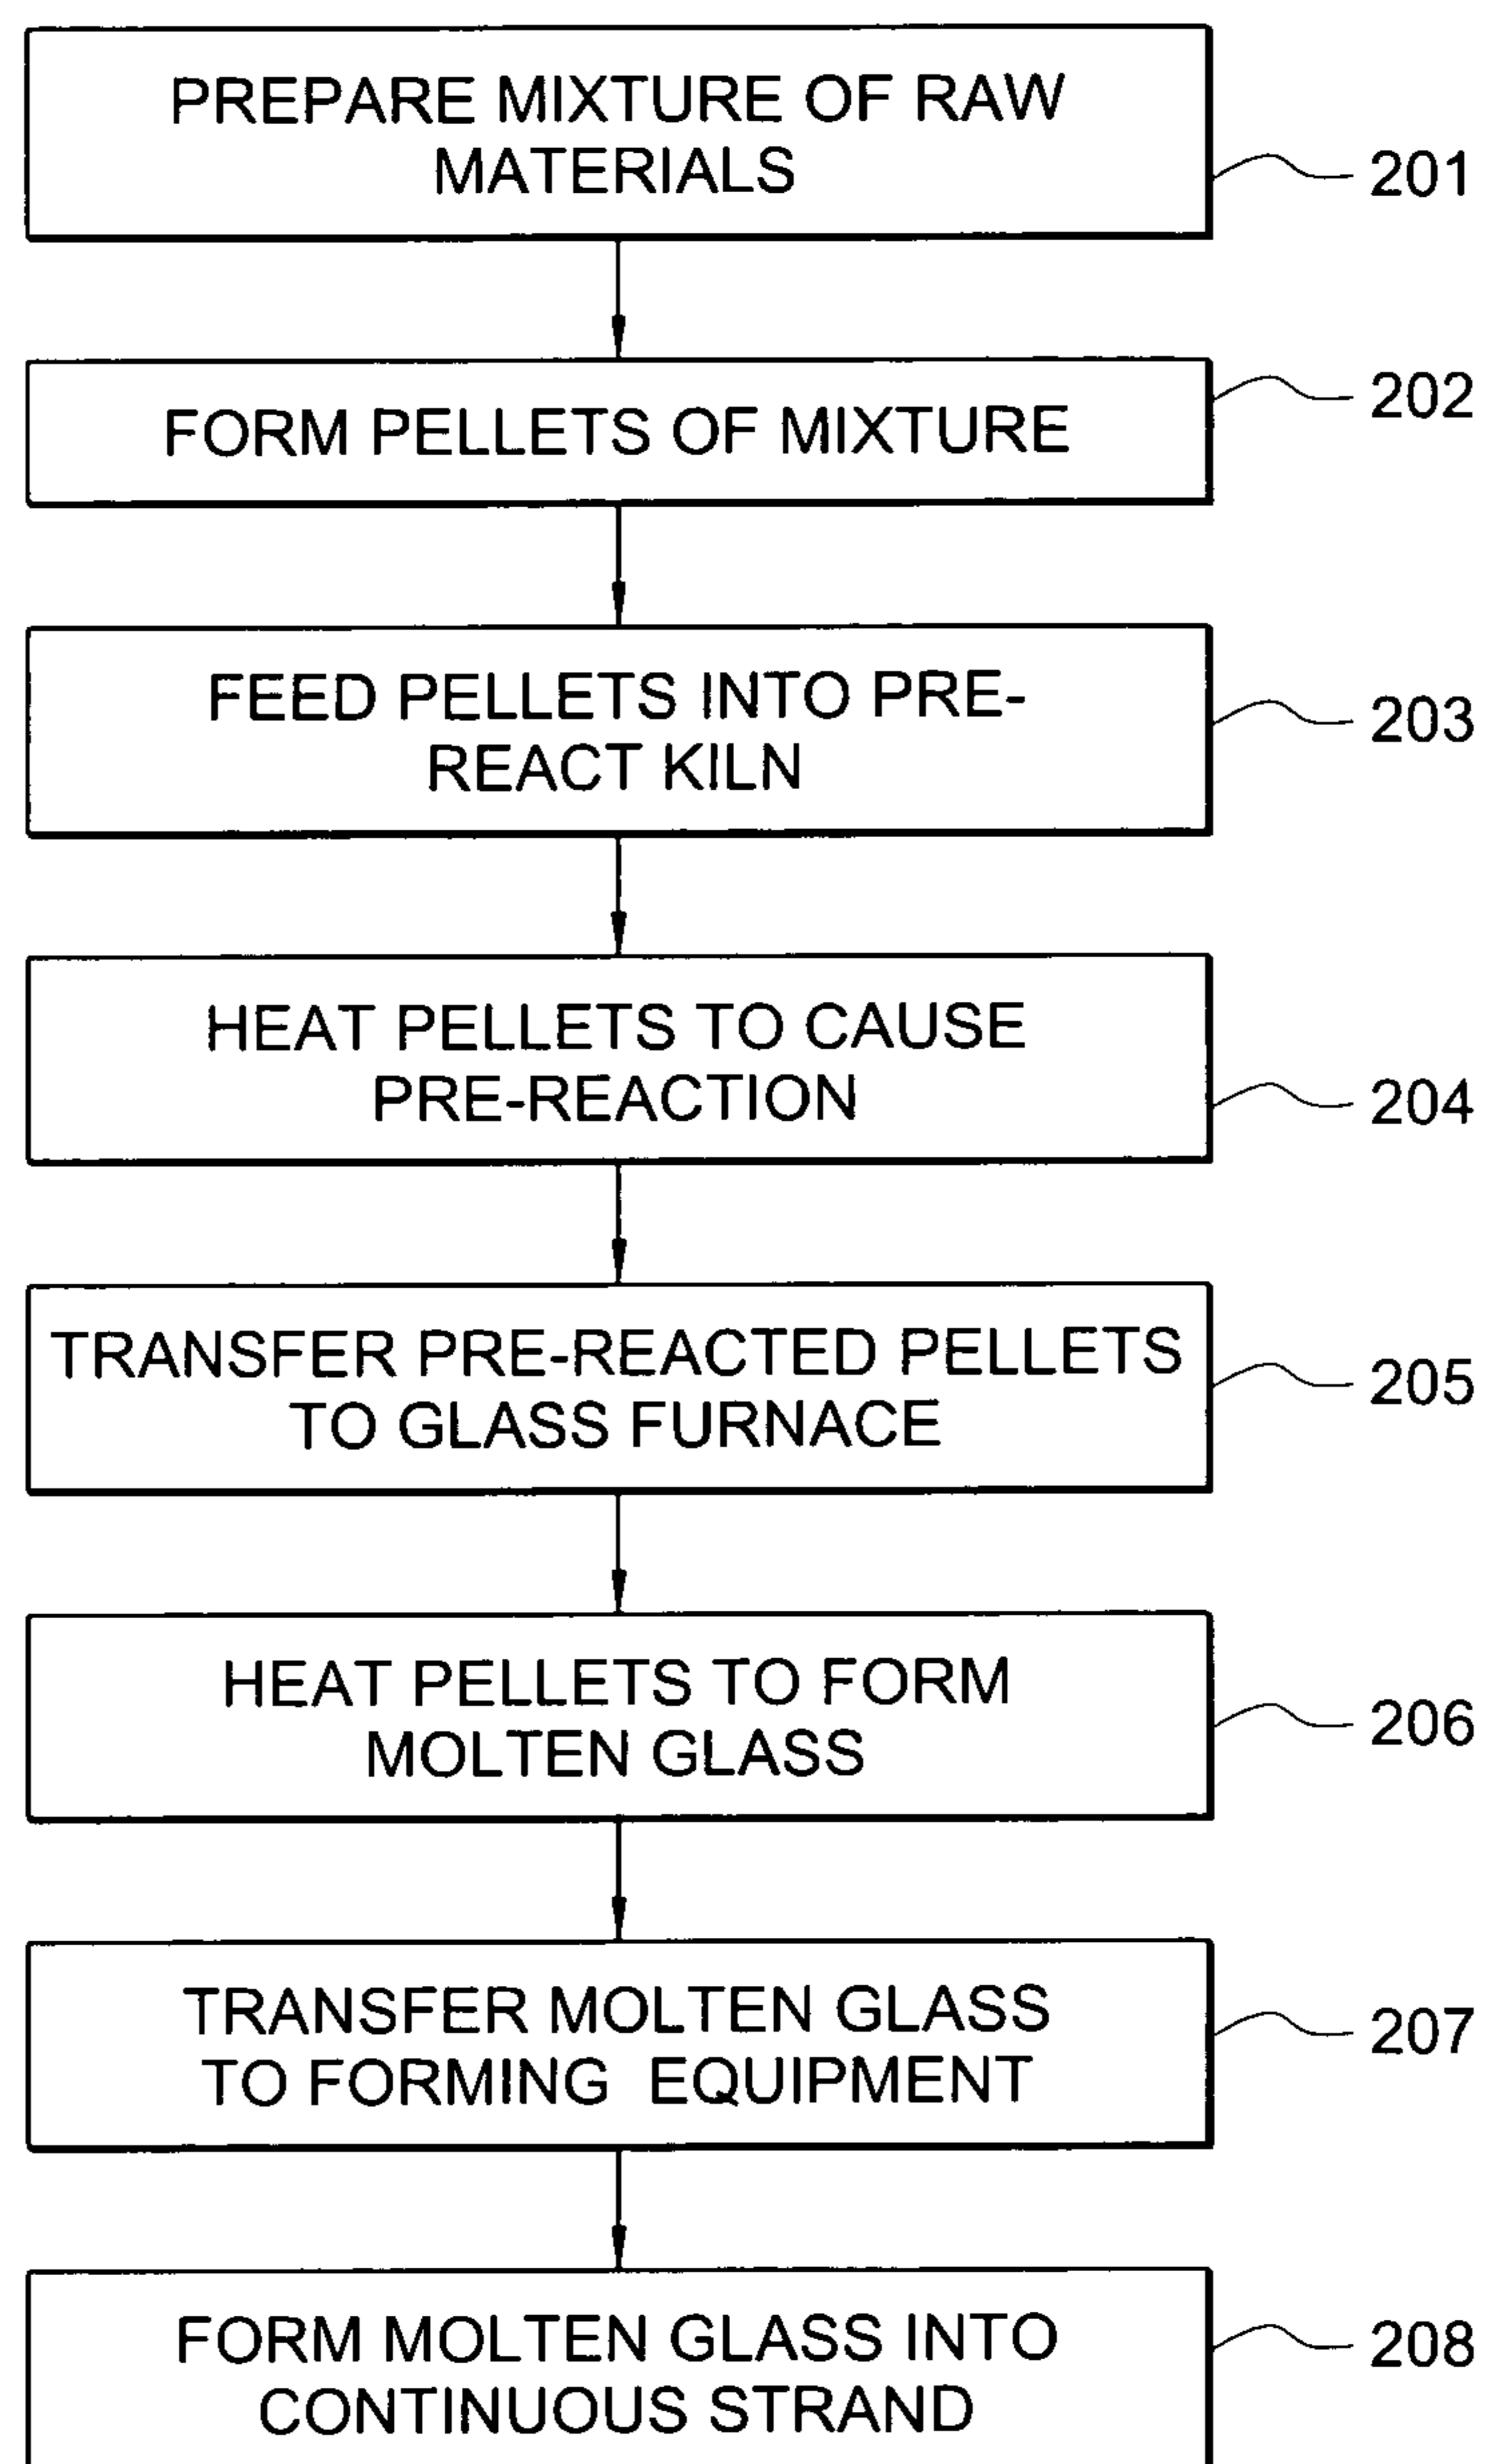 PREPARE MIXTURE OF RAW
MATERIALS
201
FORM PELLETS OF MIXTURE
202
FEED PELLETS INTO PRE-
REACT KILN
203
HEAT PELLETS TO CAUSE
PRE-REACTION
204
TRANSFER PRE-REACTED PELLETS
TO GLASS FURNACE
205
HEAT PELLETS TO FORM
MOLTEN GLASS
206
TRANSFER MOLTEN GLASS
TO FORMING EQUIPMENT
207
FORM MOLTEN GLASS INTO
CONTINUOUS STRAND
208